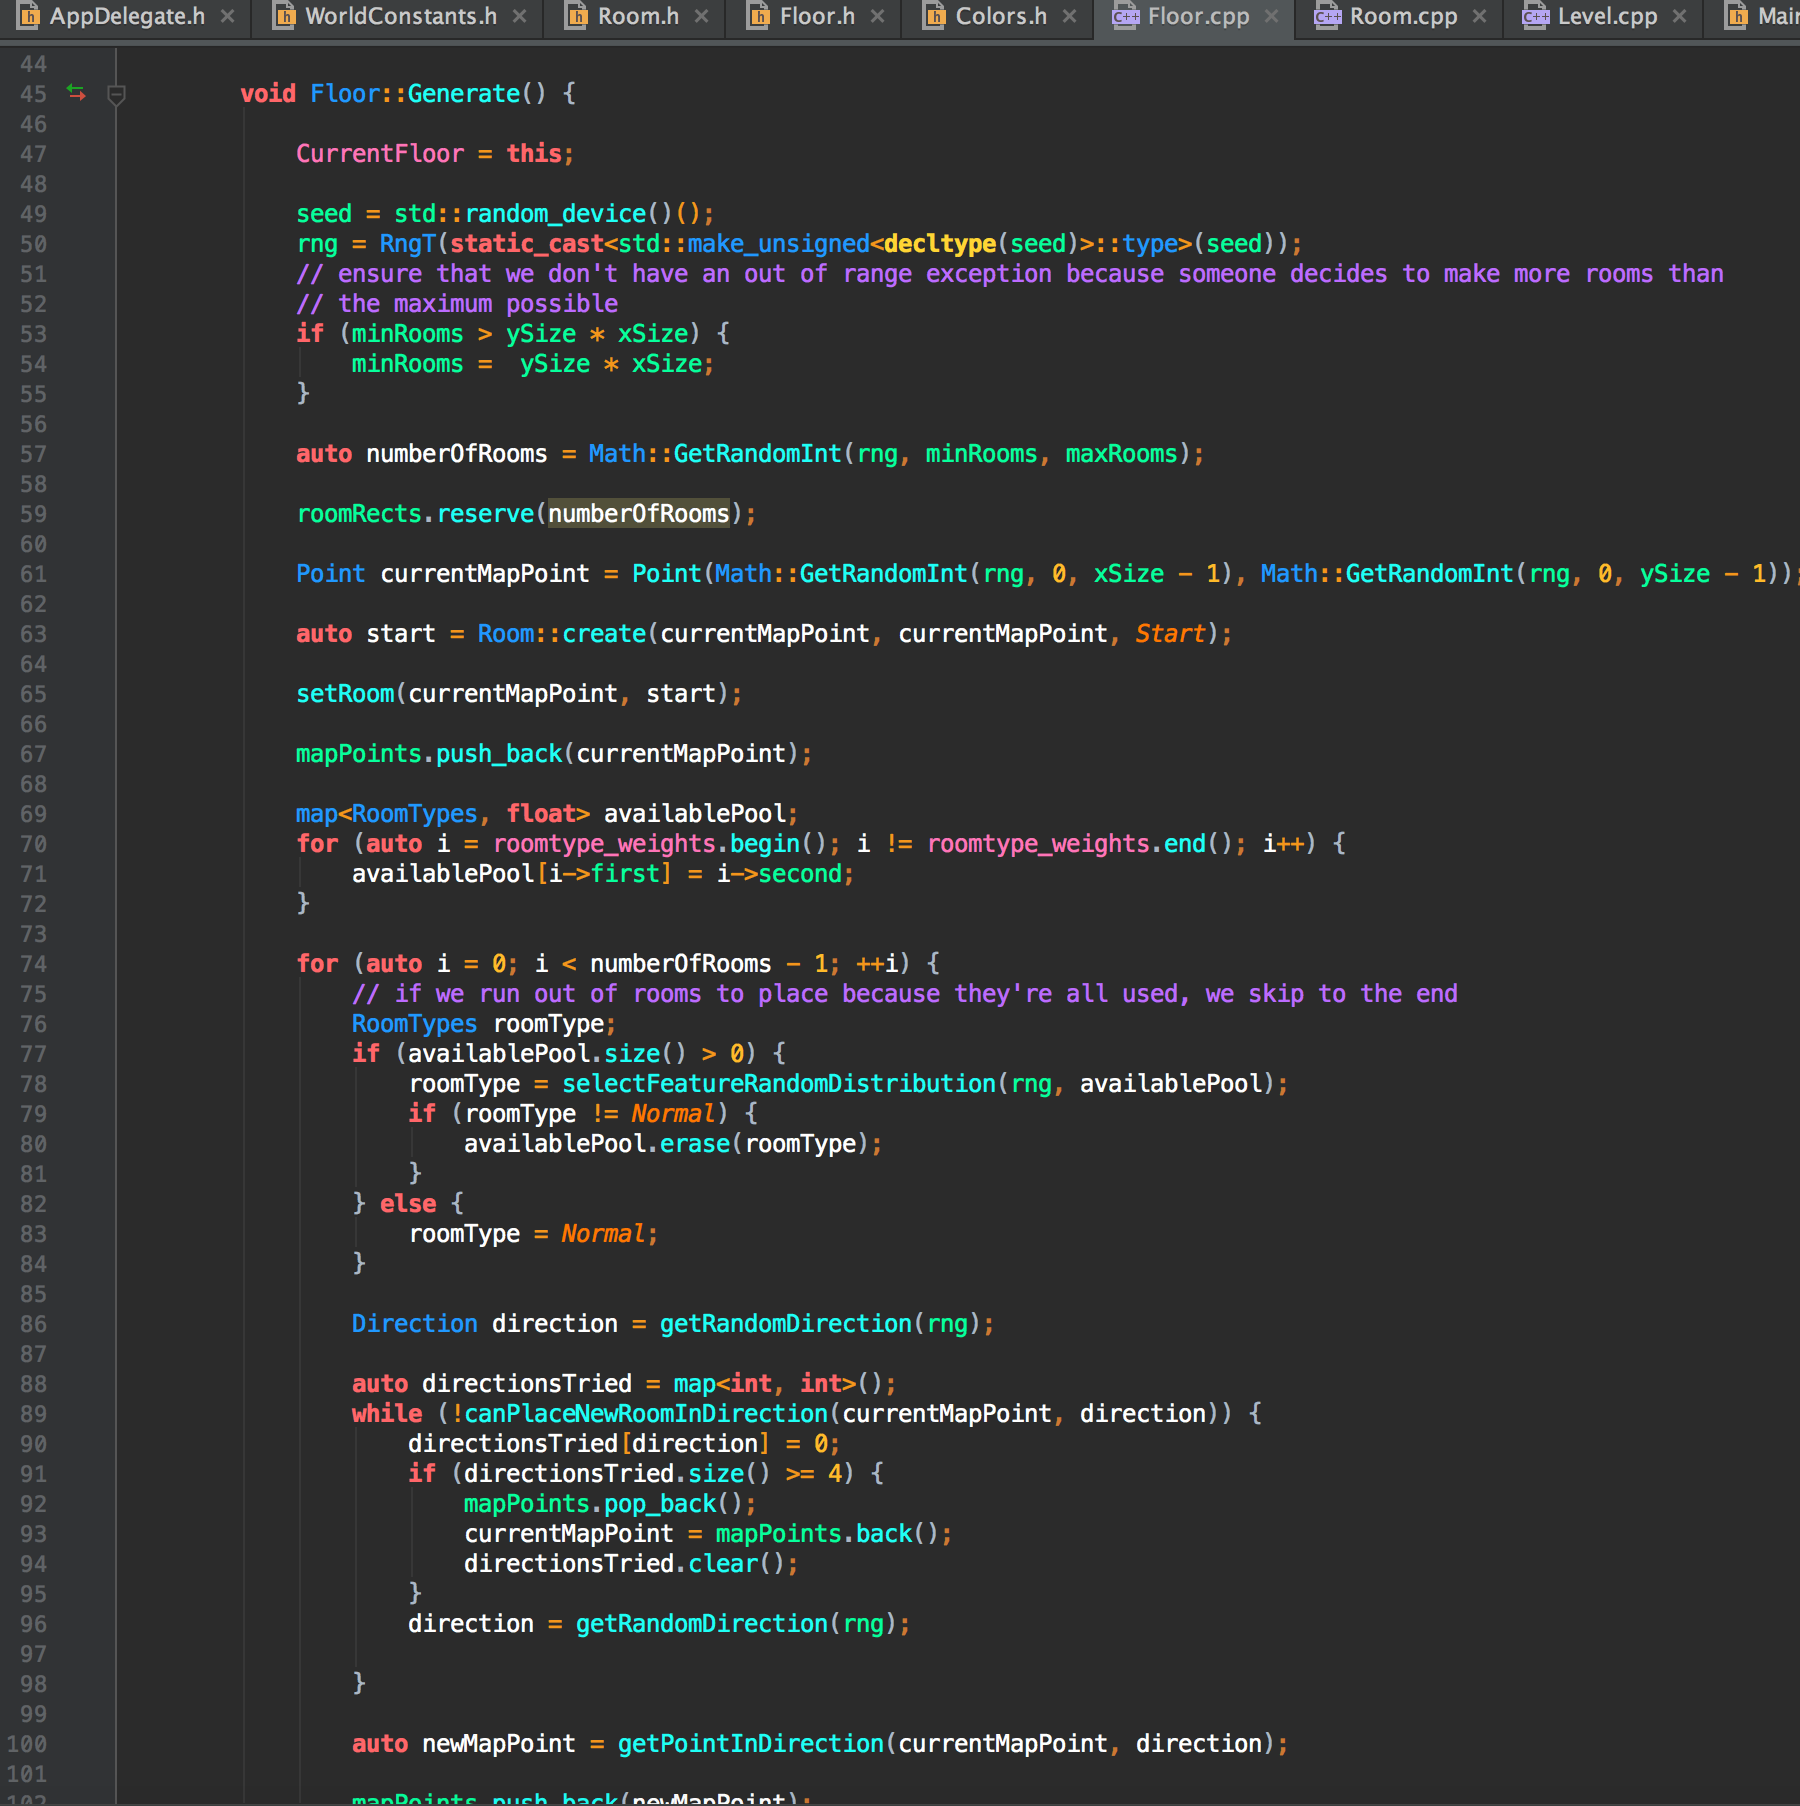 AppDelegate.h WorldConstants.h Room.h Floor.h Colors.h Floor.cpp Room.cpp Level.cpp
44
45 void Floor::Generate() {
46
47 CurrentFloor = this;
48
49 seed = std::random_device()();
50 rng = RngT(static_cast<std::make_unsigned<decltype(seed)>::type>(seed));
51 // ensure that we don't have an out of range exception because someone decides to make more rooms than
52 // the maximum possible
53 if (minRooms > ySize * xSize) {
54 minRooms =  ySize * xSize;
55 }
56
57 auto numberOfRooms = Math::GetRandomInt(rng, minRooms, maxRooms);
58
59 roomRects.reserve(numberOfRooms);
60
61 Point currentMapPoint = Point(Math::GetRandomInt(rng, 0, xSize - 1), Math::GetRandomInt(rng, 0, ySize - 1));
62
63 auto start = Room::create(currentMapPoint, currentMapPoint, Start);
64
65 setRoom(currentMapPoint, start);
66
67 mapPoints.push_back(currentMapPoint);
68
69 map<RoomTypes, float> availablePool;
70 for (auto i = roomtype_weights.begin(); i != roomtype_weights.end(); i++) {
71 availablePool[i->first] = i->second;
72 }
73
74 for (auto i = 0; i < numberOfRooms - 1; ++i) {
75 // if we run out of rooms to place because they're all used, we skip to the end
76 RoomTypes roomType;
77 if (availablePool.size() > 0) {
78 roomType = selectFeatureRandomDistribution(rng, availablePool);
79 if (roomType != Normal) {
80 availablePool.erase(roomType);
81 }
82 } else {
83 roomType = Normal;
84 }
85
86 Direction direction = getRandomDirection(rng);
87
88 auto directionsTried = map<int, int>();
89 while (!canPlaceNewRoomInDirection(currentMapPoint, direction)) {
90 directionsTried[direction] = 0;
91 if (directionsTried.size() >= 4) {
92 mapPoints.pop_back();
93 currentMapPoint = mapPoints.back();
94 directionsTried.clear();
95 }
96 direction = getRandomDirection(rng);
97
98 }
99
100 auto newMapPoint = getPointInDirection(currentMapPoint, direction);
101
102 mapPoints.push_back(newMapPoint);